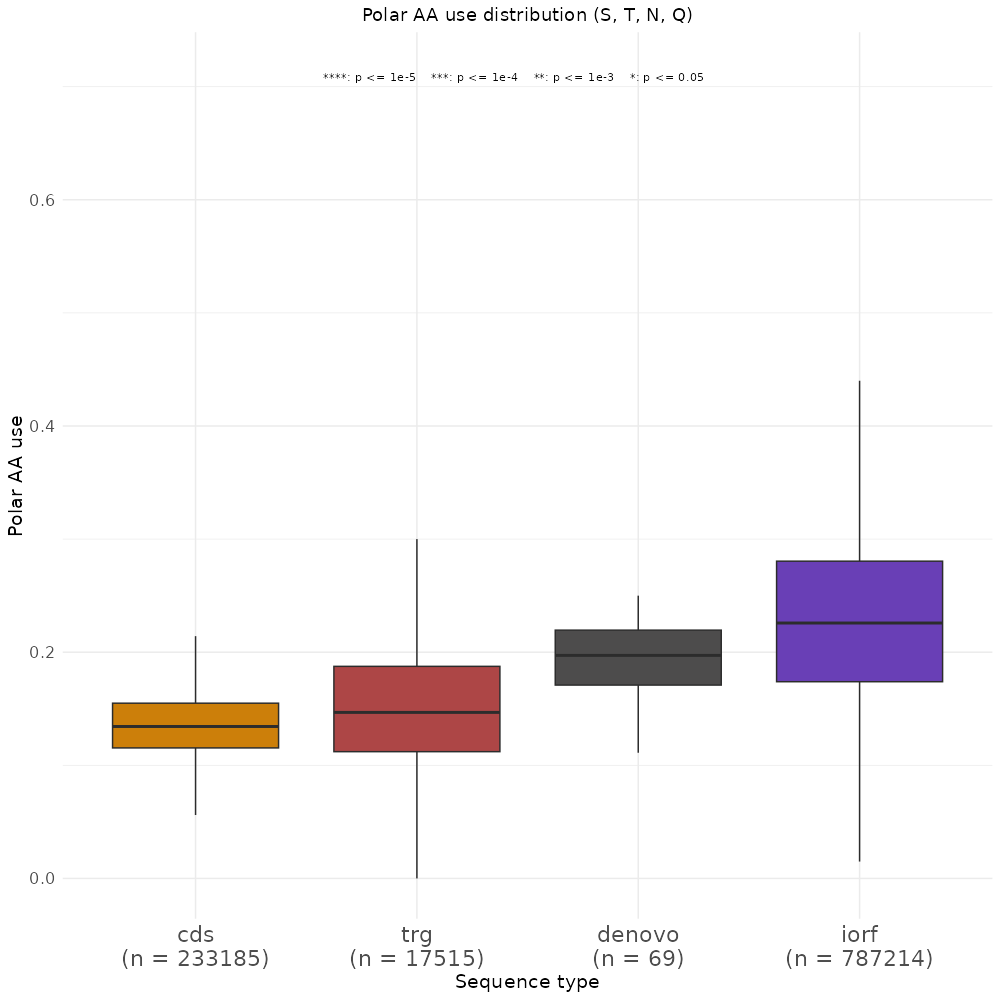 Polar AA use distribution (S, T, N, Q)
****: p <= 1e-5    ***: p <= 1e-4    **: p <= 1e-3    *: p <= 0.05
Polar AA use
0.6
0.4
0.2
0.0
cds
(n = 233185)
trg
(n = 17515)
denovo
(n = 69)
iorf
(n = 787214)
Sequence type